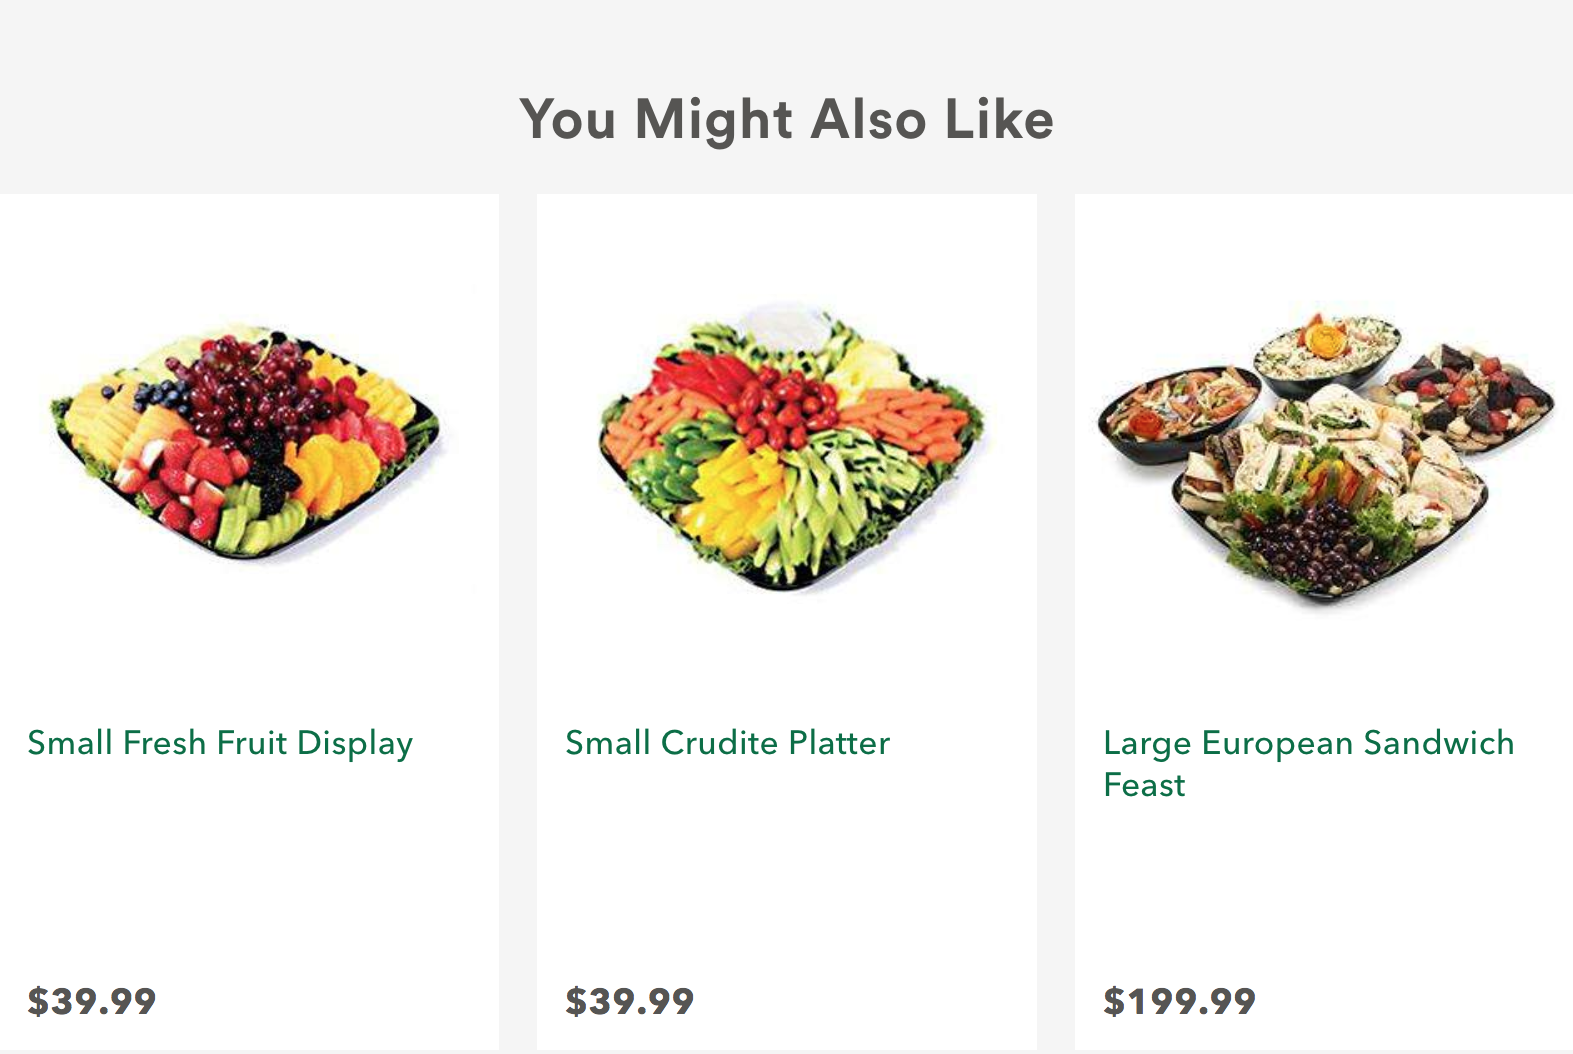 You Might Also Like
Small Fresh Fruit Display
$39.99
Small Crudite Platter
$39.99
Large European Sandwich
Feast
$199.99